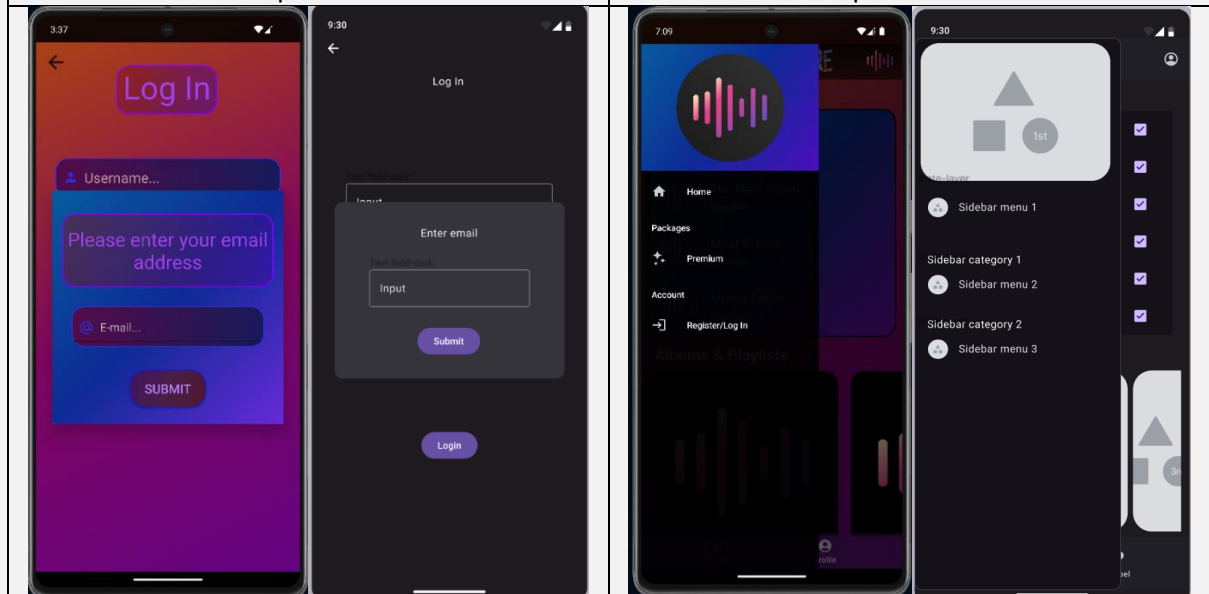 3:37
Log In
Username...
Please enter your email
address
E-mail...
SUBMIT
9:30
Log In
Text field-dark
Input
Enter email
Text field-dark
Input
Submit
Login
7:09
Home
Packages
Premium
Account
Register/Log In
Albums & Playlists
9:30
1st
Sidebar menu 1
Sidebar category 1
Sidebar menu 2
Sidebar category 2
Sidebar menu 3